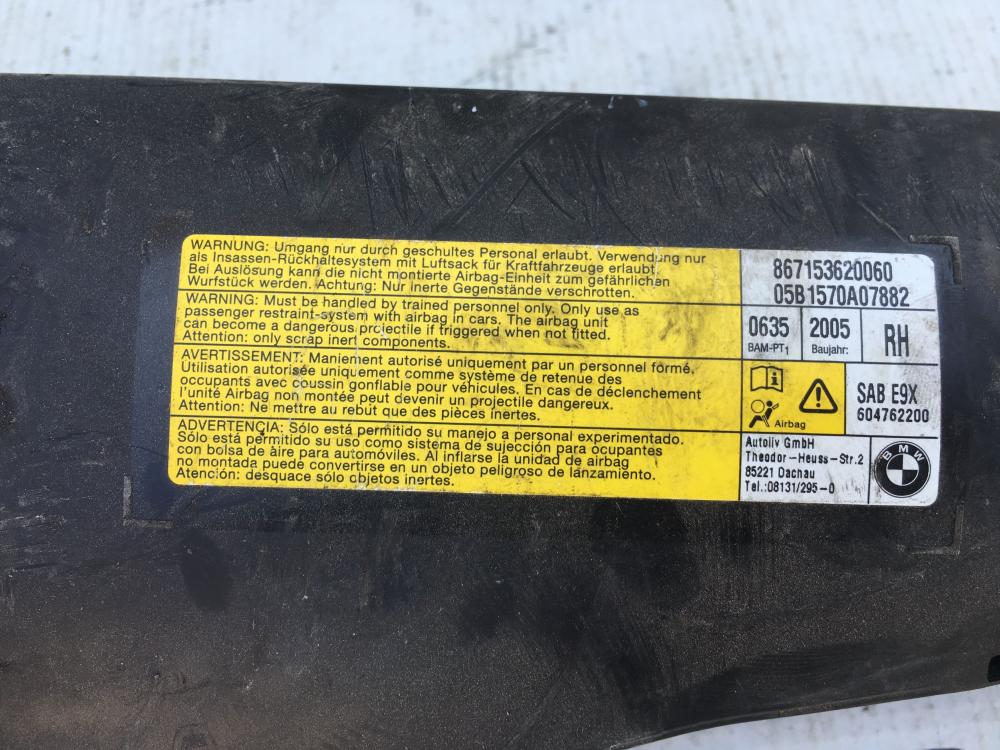 WARNUNG: Umgang nur durch geschultes Personal erlaubt. Verwendung nur
als Insassen-Rückhaltesystem mit Luftsack für Kraftfahrzeuge erlaubt.
Bei Auslösung kann die nicht montierte Airbag-Einheit zum gefährlichen
Wurfstück werden. Achtung: Nur inerte Gegenstände verschrotten.
WARNING: Must be handled by trained personnel only. Only use as
passenger restraint-system with airbag in cars. The airbag unit
can become a dangerous projectile if triggered when not fitted.
Attention: only scrap inert components.
AVERTISSEMENT: Maniement autorisé uniquement par un personnel formé.
Utilisation autorisée uniquement comme système de retenue des
occupants avec coussin gonflable pour véhicules. En cas de déclenchement
l'unité Airbag non montée peut devenir un projectile dangereux.
Attention: Ne mettre au rebut que des pièces inertes.
ADVERTENÇIA: Sólo está permitido su manejo a personal experimentado.
Sólo está permitido su uso como sistema de sujección para ocupantes
con bolsa de aire para automóviles. Al inflarse la unidad de airbag
no montada puede convertirse en un objeto peligroso de lanzamiento.
Atención: desguace sólo objetos inertes.
867153620060
05B1570A07882
0635 2005 RH
BAM-PT1 Baujahr:
SAB E9X
604762200
Airbag
Autoliv GmbH
Theodor-Heuss-Str.2
85221 Dachau
Tel.:08131/295-0
BMW